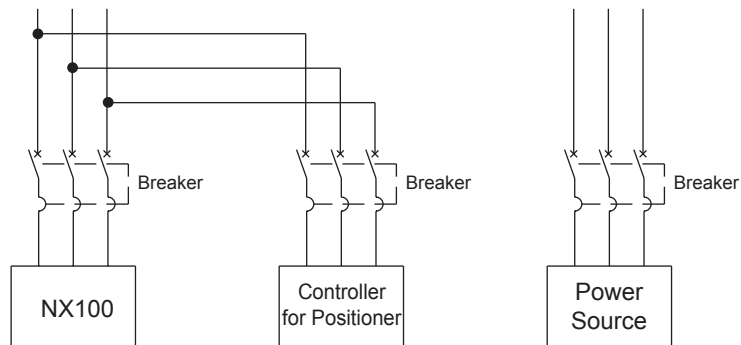 Breaker
Breaker
Breaker
NX100
Controller
for Positioner
Power
Source